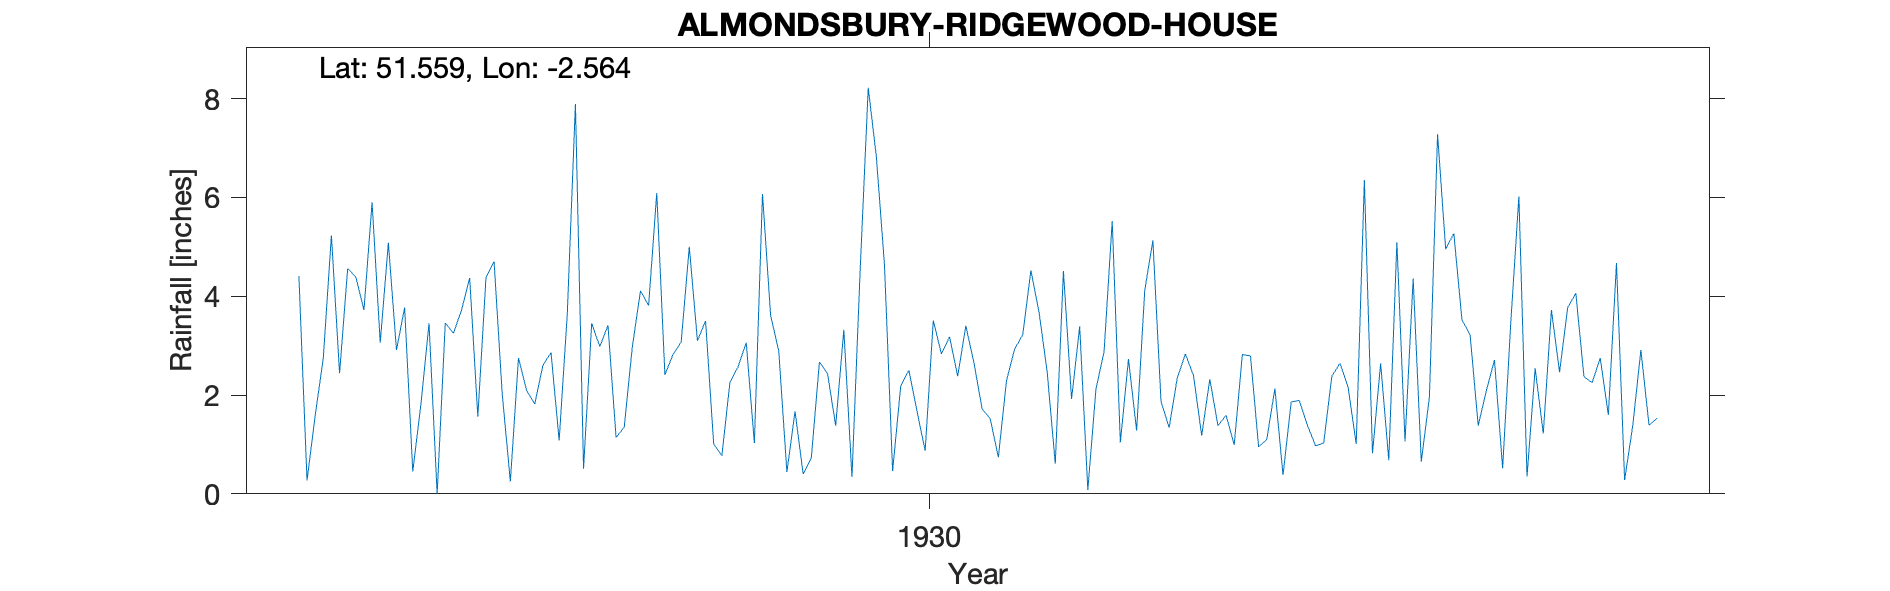 ALMONDSBURY-RIDGEWOOD-HOUSE
Lat: 51.559, Lon: -2.564
8
6
4
2
0
Rainfall [inches]
1930
Year